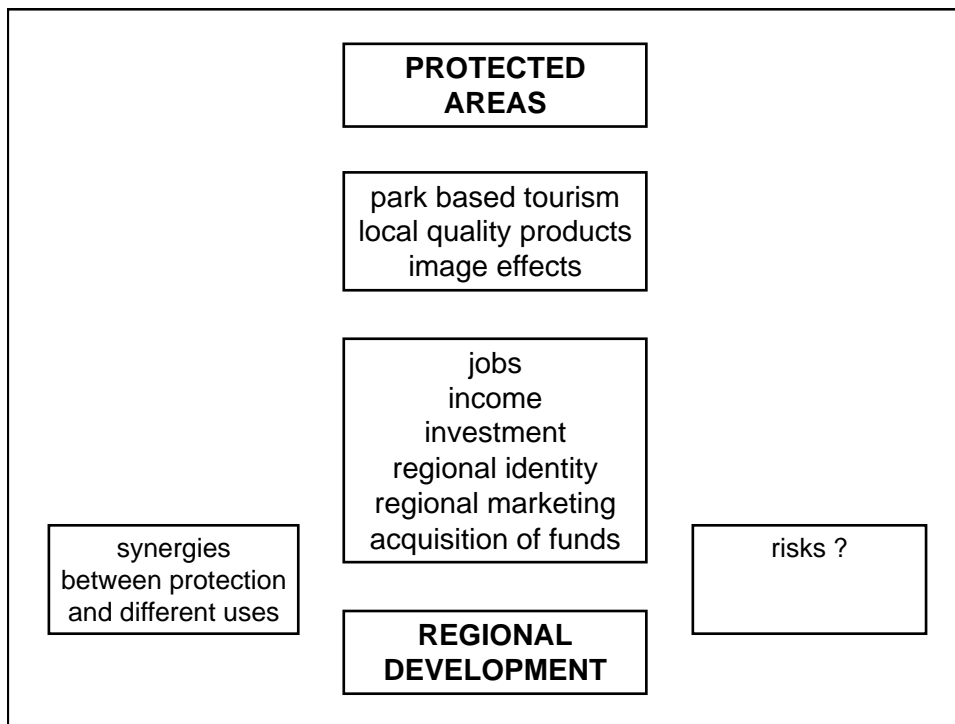 PROTECTED
AREAS
park based tourism
local quality products
image effects
jobs
income
investment
regional identity
regional marketing
acquisition of funds
synergies
between protection
and different uses
risks ?
REGIONAL
DEVELOPMENT